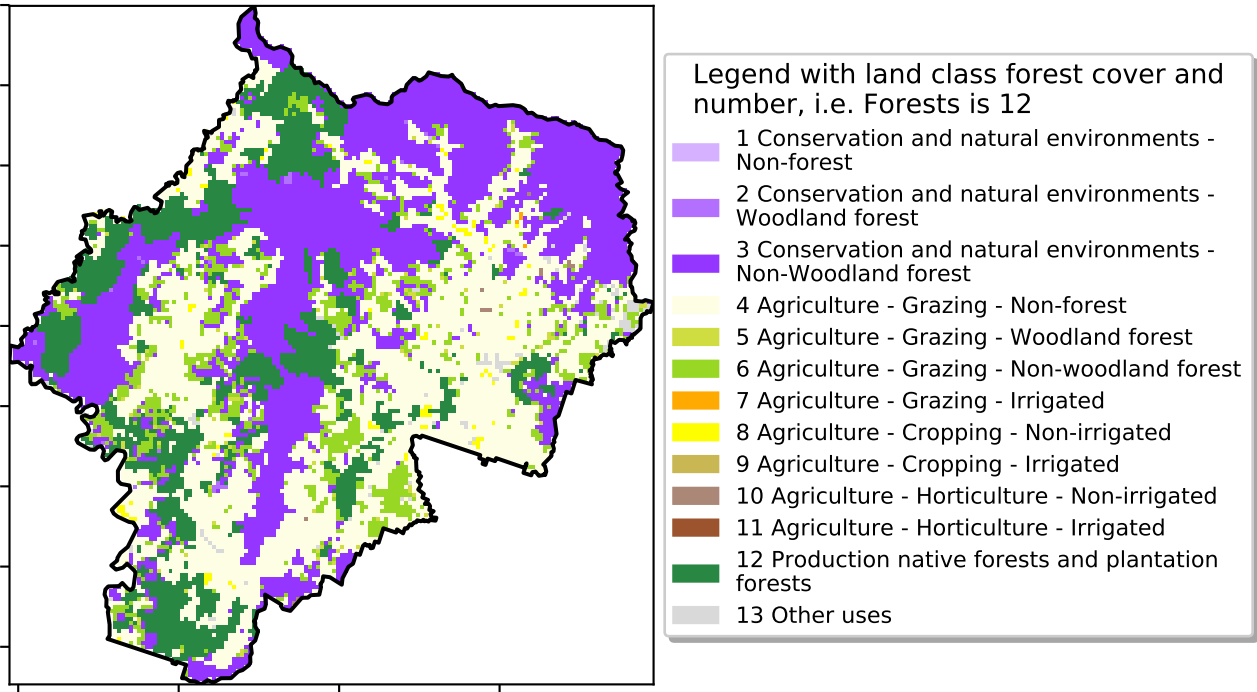 Legend with land class forest cover and
number, i.e. Forests is 12
1 Conservation and natural environments -
Non-forest
2 Conservation and natural environments -
Woodland forest
3 Conservation and natural environments -
Non-Woodland forest
4 Agriculture - Grazing - Non-forest
5 Agriculture - Grazing - Woodland forest
6 Agriculture - Grazing - Non-woodland forest
7 Agriculture - Grazing - Irrigated
8 Agriculture - Cropping - Non-irrigated
9 Agriculture - Cropping - Irrigated
10 Agriculture - Horticulture - Non-irrigated
11 Agriculture - Horticulture - Irrigated
12 Production native forests and plantation
forests
13 Other uses